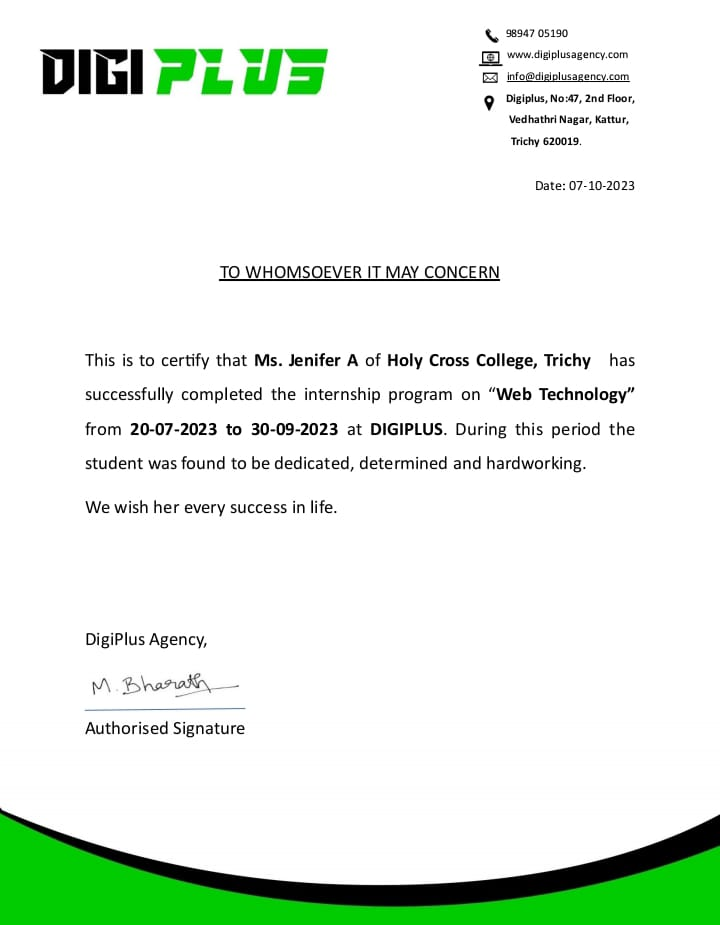 DIGI PLUS
98947 05190
www.digiplusagency.com
info@digiplusagency.com
Digiplus, No:47, 2nd Floor,
Vedhathri Nagar, Kattur,
Trichy 620019.
Date: 07-10-2023
TO WHOMSOEVER IT MAY CONCERN
This is to certify that Ms. Jenifer A of Holy Cross College, Trichy has
successfully completed the internship program on “Web Technology”
from 20-07-2023 to 30-09-2023 at DIGIPLUS. During this period the
student was found to be dedicated, determined and hardworking.
We wish her every success in life.
DigiPlus Agency,
M. Bharath
Authorised Signature